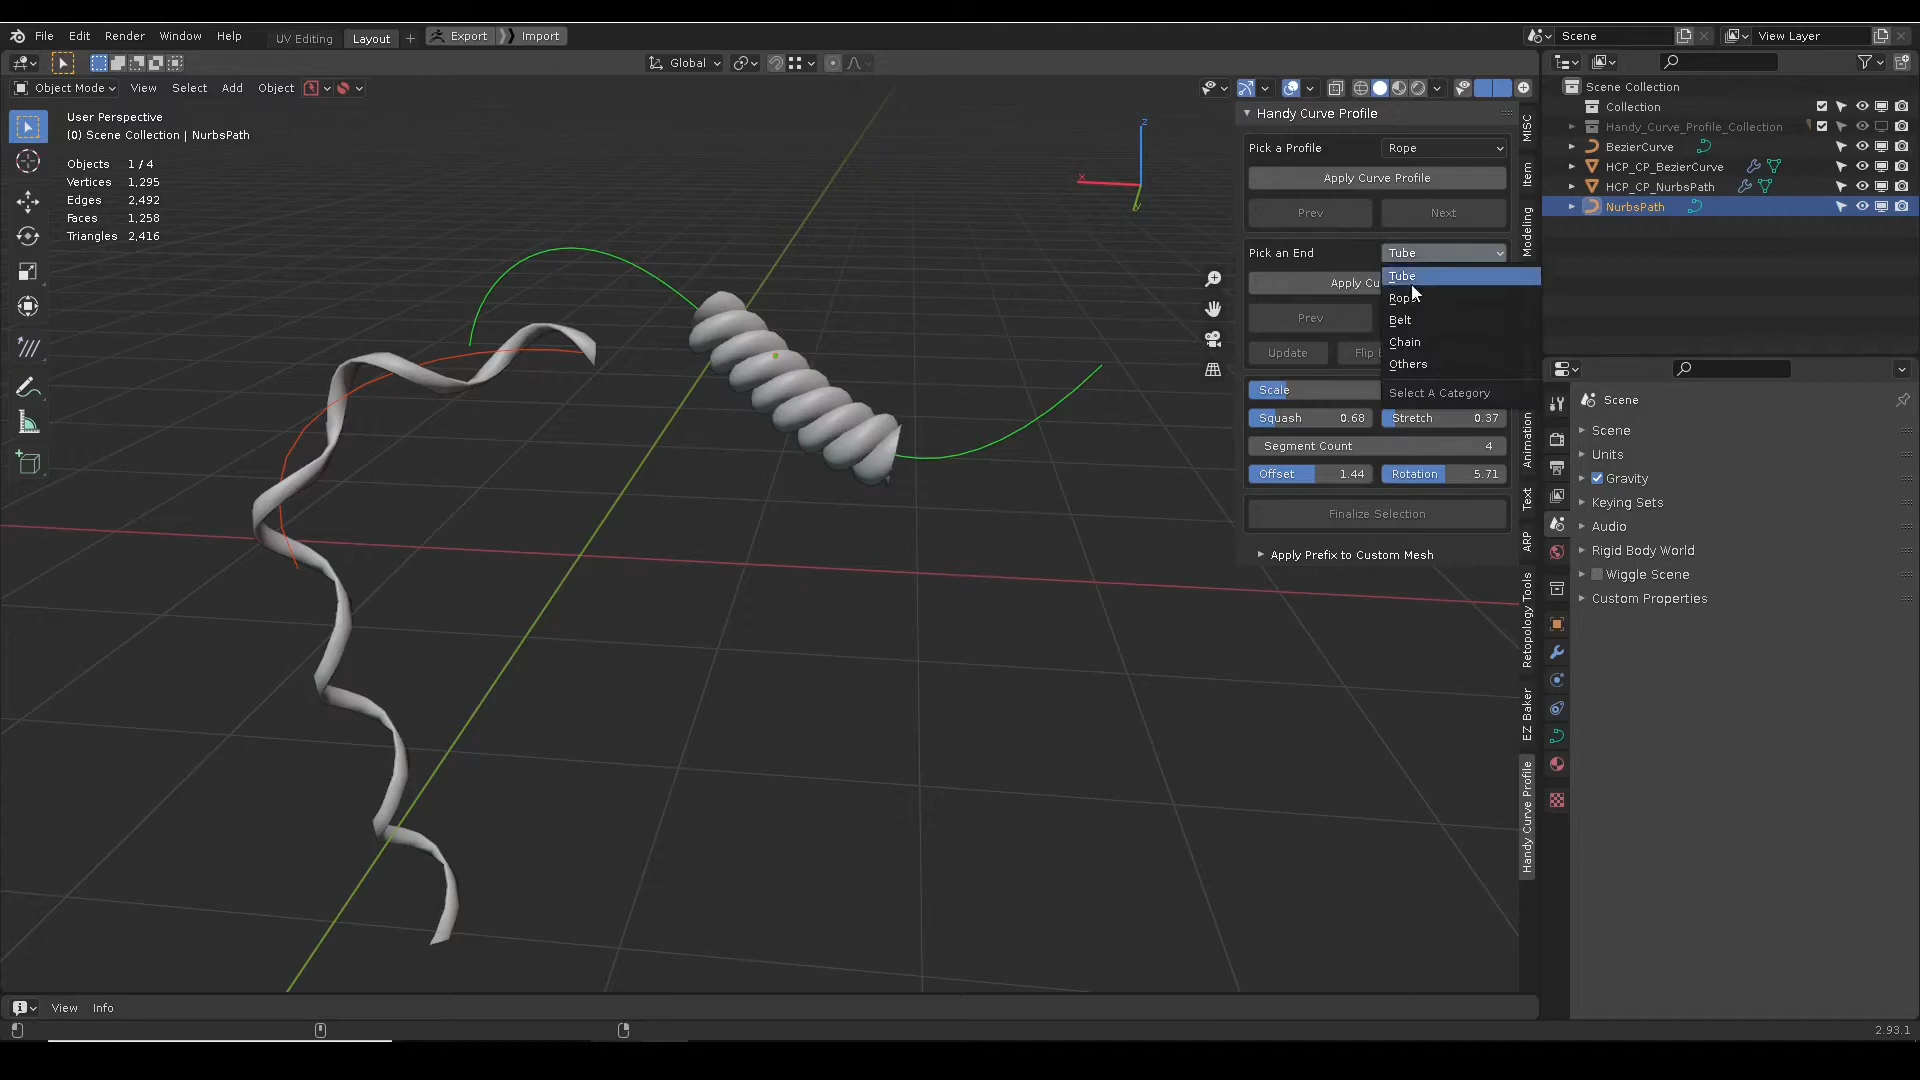 File Edit Render Window Help UV Editing Layout + Export Import Scene View Layer
Global
Object Mode View Select Add Object
User Perspective
(0) Scene Collection | NurbsPath
Objects 1 / 4
Vertices 1,295
Edges 2,492
Faces 1,258
Triangles 2,416
z
x
y
Handy Curve Profile
Pick a Profile Rope
Apply Curve Profile
Prev Next
Pick an End Tube
Apply Cu
Prev
Update Flip
Tube
Rope
Belt
Chain
Others
Select A Category
Scale
Squash 0.68 Stretch 0.37
Segment Count 4
Offset 1.44 Rotation 5.71
Finalize Selection
Apply Prefix to Custom Mesh
MISC
Item
Modeling
Animation
Text
ARP
Retopology Tools
EZ Baker
Handy Curve Profile
Scene Collection
Collection
Handy_Curve_Profile_Collection
BezierCurve
HCP_CP_BezierCurve
HCP_CP_NurbsPath
NurbsPath
Scene
Scene
Units
Gravity
Keying Sets
Audio
Rigid Body World
Wiggle Scene
Custom Properties
View Info
2.93.1